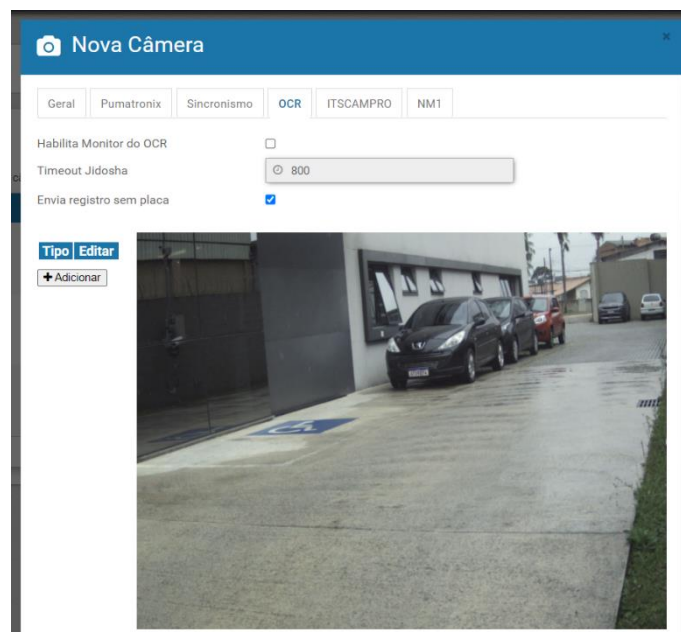 Nova Câmera
×
Geral Pumatronix Sincronismo OCR ITSCAMPRO NM1
Habilita Monitor do OCR
Timeout Jidosha 800
Envia registro sem placa
Tipo Editar
+ Adicionar